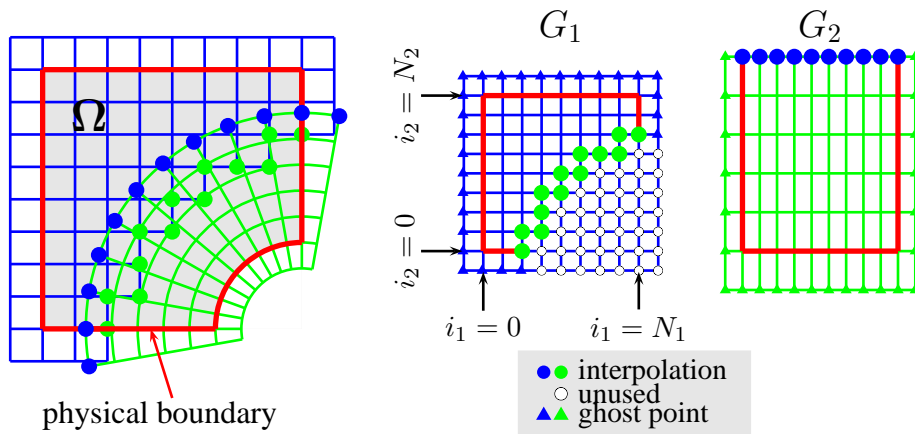 G₁
G₂
Ω
i₂ = N₂
i₂ = 0
i₁ = 0
i₁ = N₁
physical boundary
interpolation
unused
ghost point